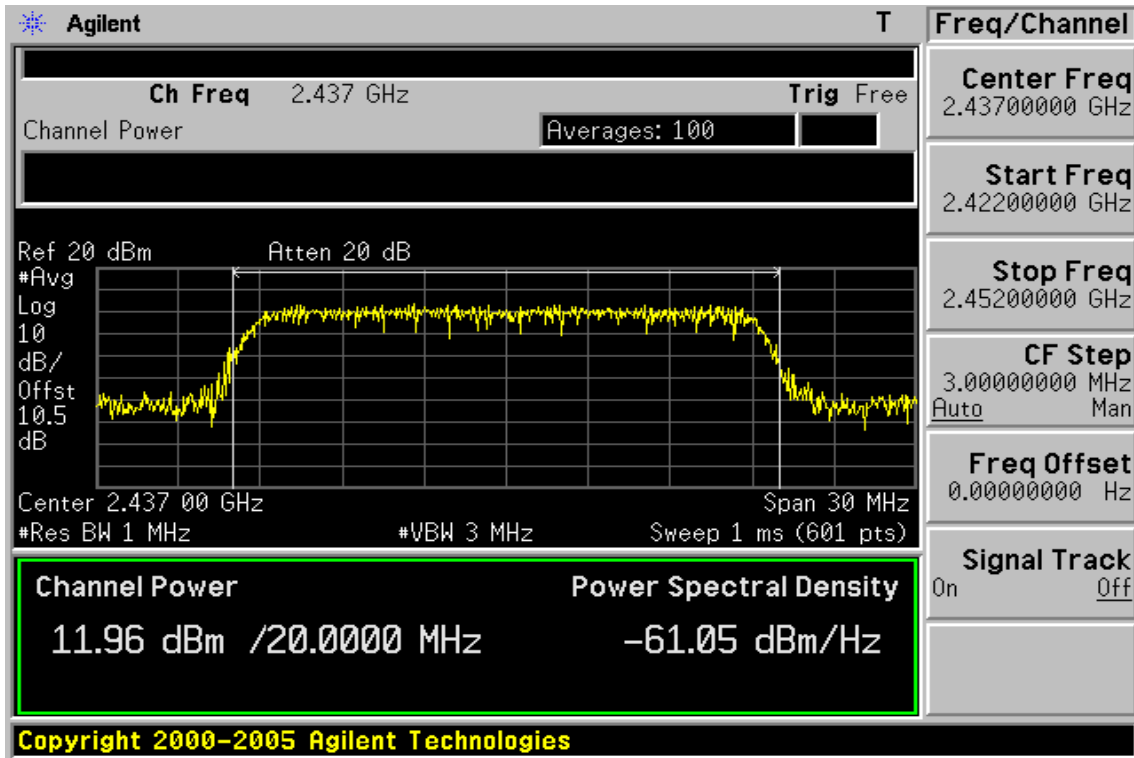 Agilent T Freq/Channel
Ch Freq 2.437 GHz Trig Free
Channel Power Averages: 100
Ref 20 dBm Atten 20 dB
#Avg
Log
10
dB/
Offst
10.5
dB
Center 2.437 00 GHz Span 30 MHz
#Res BW 1 MHz #VBW 3 MHz Sweep 1 ms (601 pts)
Channel Power Power Spectral Density
11.96 dBm /20.0000 MHz -61.05 dBm/Hz
Copyright 2000-2005 Agilent Technologies
Center Freq
2.43700000 GHz
Start Freq
2.42200000 GHz
Stop Freq
2.45200000 GHz
CF Step
3.00000000 MHz
Auto Man
Freq Offset
0.00000000 Hz
Signal Track
On Off